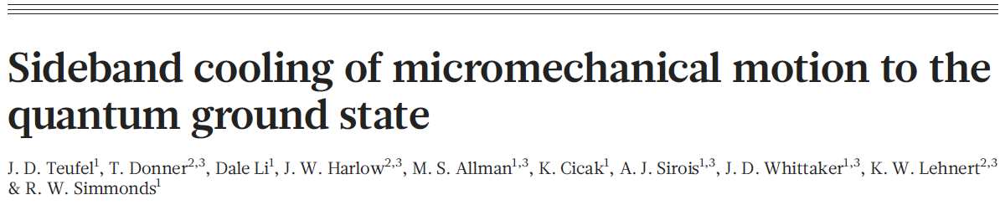 Sideband cooling of micromechanical motion to the
quantum ground state
J. D. Teufel1, T. Donner2,3, Dale Li1, J. W. Harlow2,3, M. S. Allman1,3, K. Cicak1, A. J. Sirois1,3, J. D. Whittaker1,3, K. W. Lehnert2,3
& R. W. Simmonds1